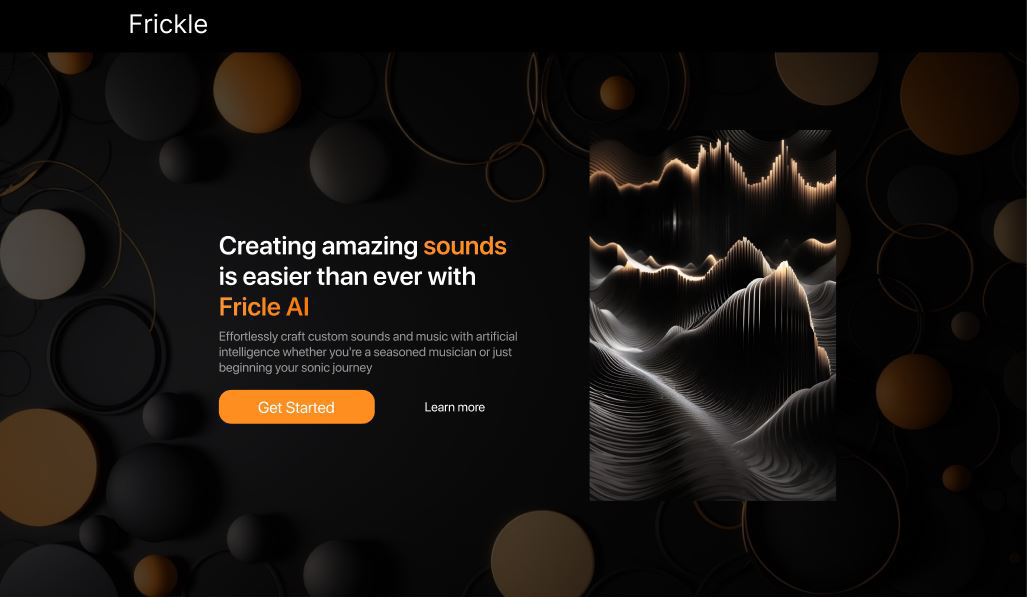 Frickle
Creating amazing sounds
is easier than ever with
Fricle AI
Effortlessly craft custom sounds and music with artificial
intelligence whether you're a seasoned musician or just
beginning your sonic journey
Get Started
Learn more